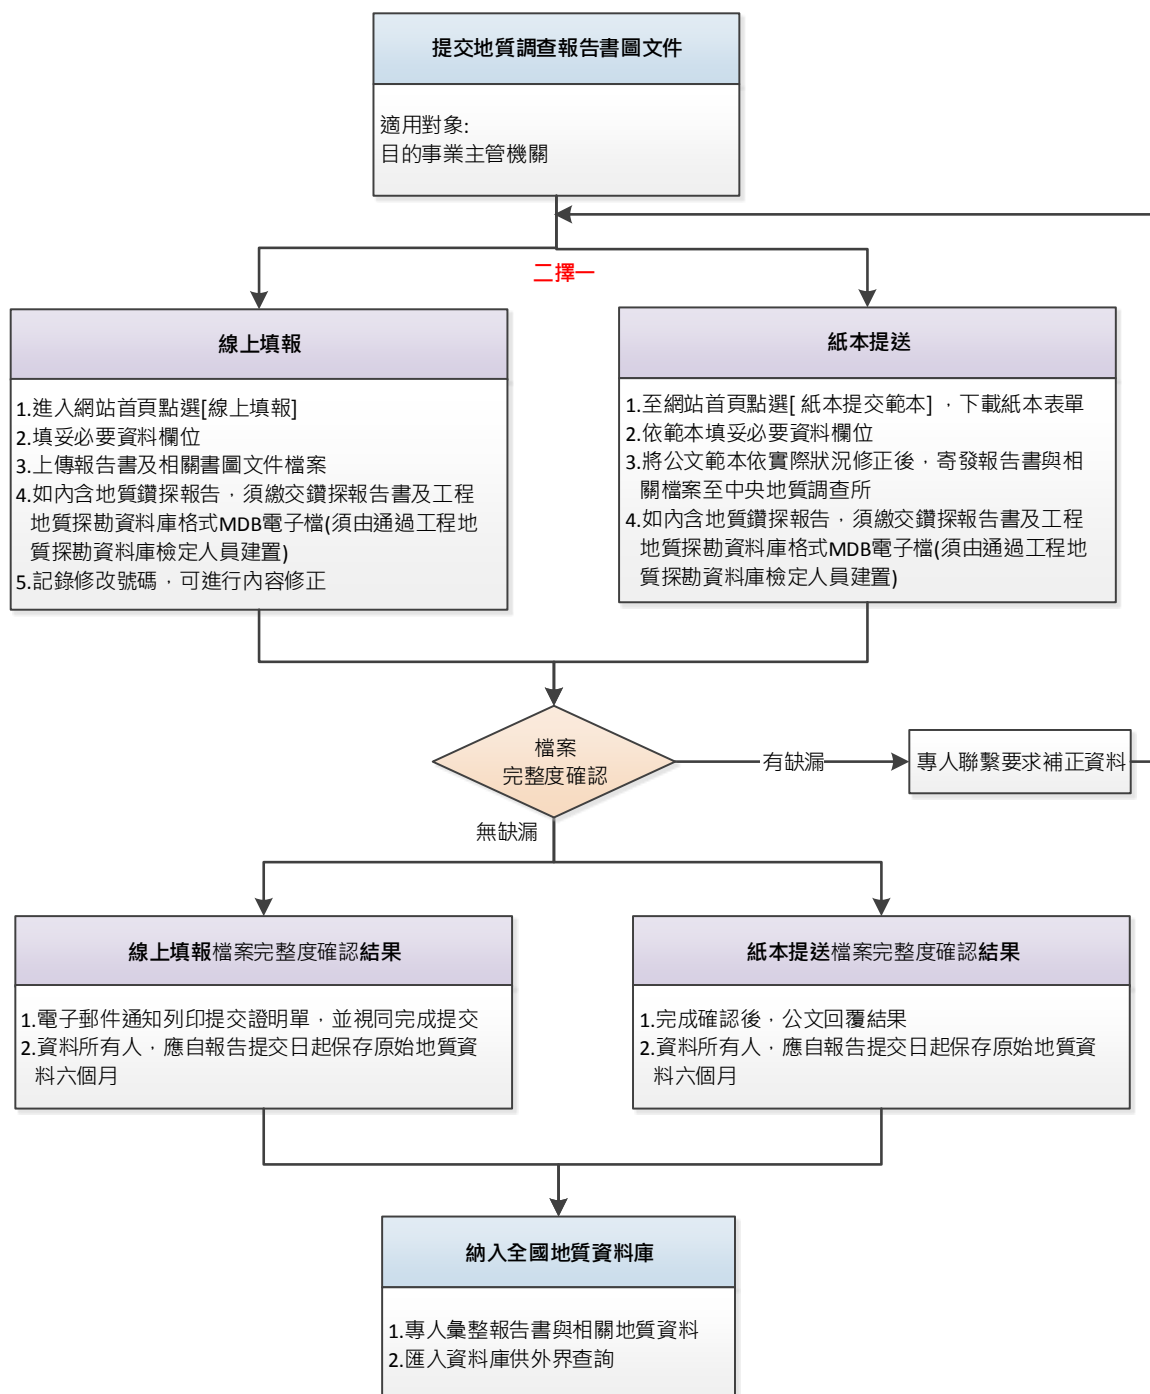 提交地質調查報告書圖文件
適用對象:
目的事業主管機關
二擇一
線上填報
1.進入網站首頁點選[線上填報]
2.填妥必要資料欄位
3.上傳報告書及相關書圖文件檔案
4.如內含地質鑽探報告，須繳交鑽探報告書及工程
地質探勘資料庫格式MDB電子檔(須由通過工程地
質探勘資料庫檢定人員建置)
5.記錄修改號碼，可進行內容修正
紙本提送
1.至網站首頁點選[ 紙本提交範本]，下載紙本表單
2.依範本填妥必要資料欄位
3.將公文範本依實際狀況修正後，寄發報告書與相
關檔案至中央地質調查所
4.如內含地質鑽探報告，須繳交鑽探報告書及工程
地質探勘資料庫格式MDB電子檔(須由通過工程地
質探勘資料庫檢定人員建置)
檔案
完整度確認
有缺漏
專人聯繫要求補正資料
無缺漏
線上填報檔案完整度確認結果
1.電子郵件通知列印提交證明單，並視同完成提交
2.資料所有人，應自報告提交日起保存原始地質資
料六個月
紙本提送檔案完整度確認結果
1.完成確認後，公文回覆結果
2.資料所有人，應自報告提交日起保存原始地質資
料六個月
納入全國地質資料庫
1.專人彙整報告書與相關地質資料
2.匯入資料庫供外界查詢